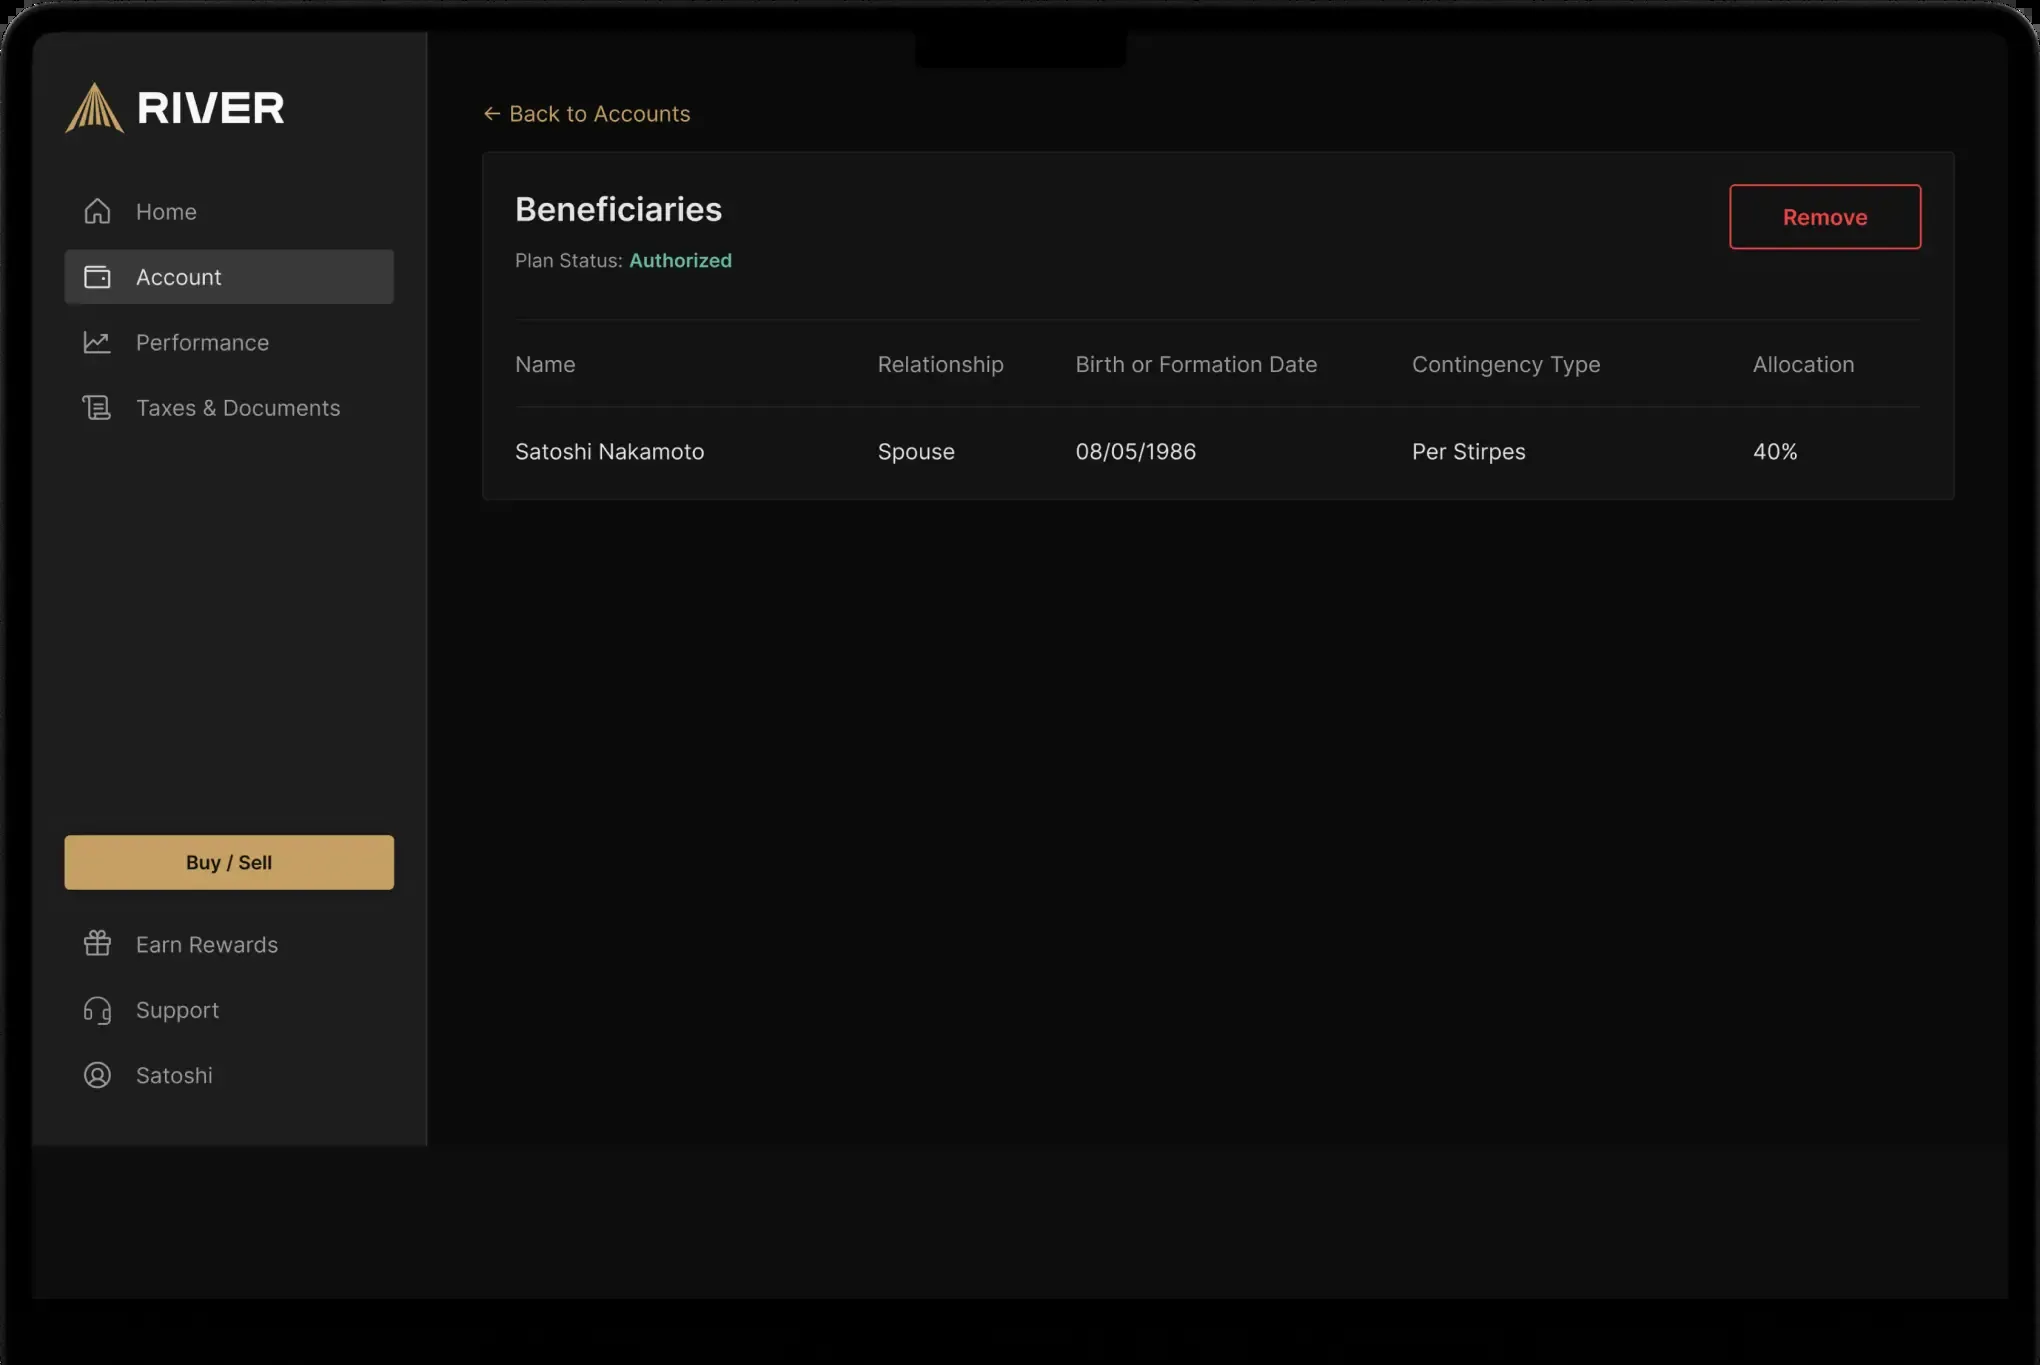 RIVER
Home
Account
Performance
Taxes & Documents
Buy / Sell
Earn Rewards
Support
Satoshi
← Back to Accounts
Beneficiaries
Remove
Plan Status: Authorized
Name Relationship Birth or Formation Date Contingency Type Allocation
Satoshi Nakamoto Spouse 08/05/1986 Per Stirpes 40%